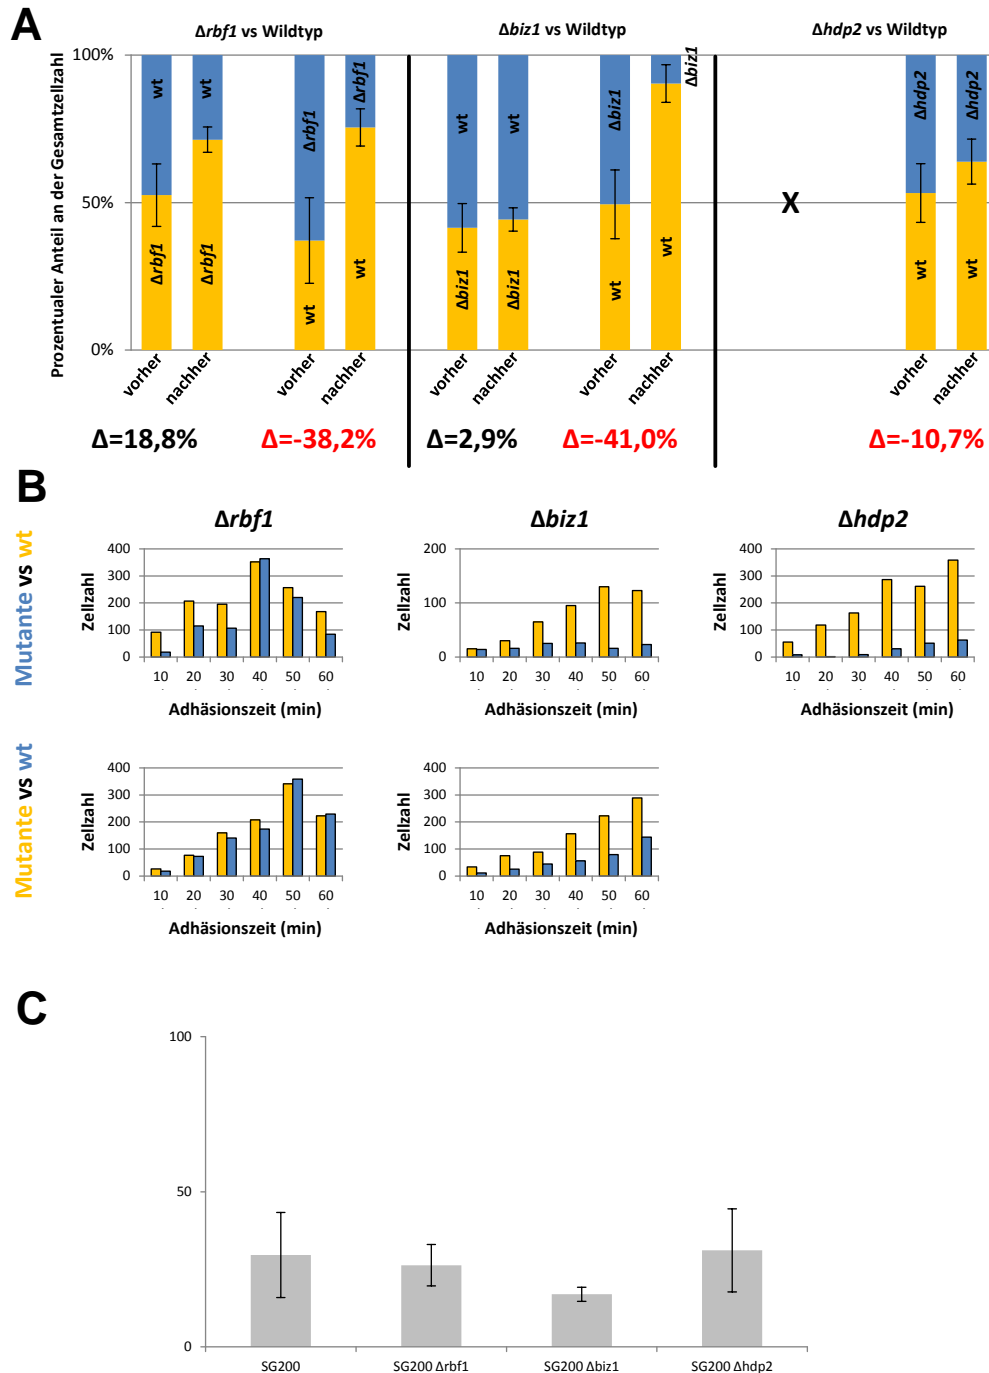 A
Δrbf1 vs Wildtyp
Δbiz1 vs Wildtyp
Δhdp2 vs Wildtyp
Prozentualer Anteil an der Gesamtzellzahl
100%
50%
0%
wt
Δrbf1
wt
Δrbf1
Δrbf1
wt
Δrbf1
wt
wt
Δbiz1
wt
Δbiz1
Δbiz1
wt
Δbiz1
wt
X
Δhdp2
wt
Δhdp2
wt
vorher
nachher
vorher
nachher
vorher
nachher
vorher
nachher
vorher
nachher
Δ=18,8%
Δ=-38,2%
Δ=2,9%
Δ=-41,0%
Δ=-10,7%
B
Mutante vs wt
Δrbf1
Zellzahl
400
300
200
100
0
10 20 30 40 50 60
Adhäsionszeit (min)
Δbiz1
Zellzahl
200
100
0
10 20 30 40 50 60
Adhäsionszeit (min)
Δhdp2
Zellzahl
400
300
200
100
0
10 20 30 40 50 60
Adhäsionszeit (min)
Mutante vs wt
Zellzahl
400
300
200
100
0
10 20 30 40 50 60
Adhäsionszeit (min)
Zellzahl
400
300
200
100
0
10 20 30 40 50 60
Adhäsionszeit (min)
C
100
50
0
SG200
SG200 Δrbf1
SG200 Δbiz1
SG200 Δhdp2